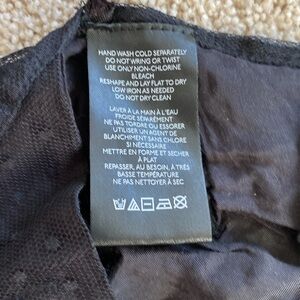 HAND WASH COLD SEPARATELY
DO NOT WRING OR TWIST
USE ONLY NON-CHLORINE
BLEACH
RESHAPE AND LAY FLAT TO DRY
LOW IRON AS NEEDED
DO NOT DRY CLEAN
LAVER À LA MAIN À L'EAU
FROIDE SÉPARÉMENT
NE PAS TORDRE OU ESSORER
UTILISER UN AGENT DE
BLANCHIMENT SANS CHLORE
SI NÉCESSAIRE
METTRE EN FORME ET SÉCHER
À PLAT
REPASSER, AU BESOIN, À TRÈS
BASSE TEMPÉRATURE
NE PAS NETTOYER À SEC